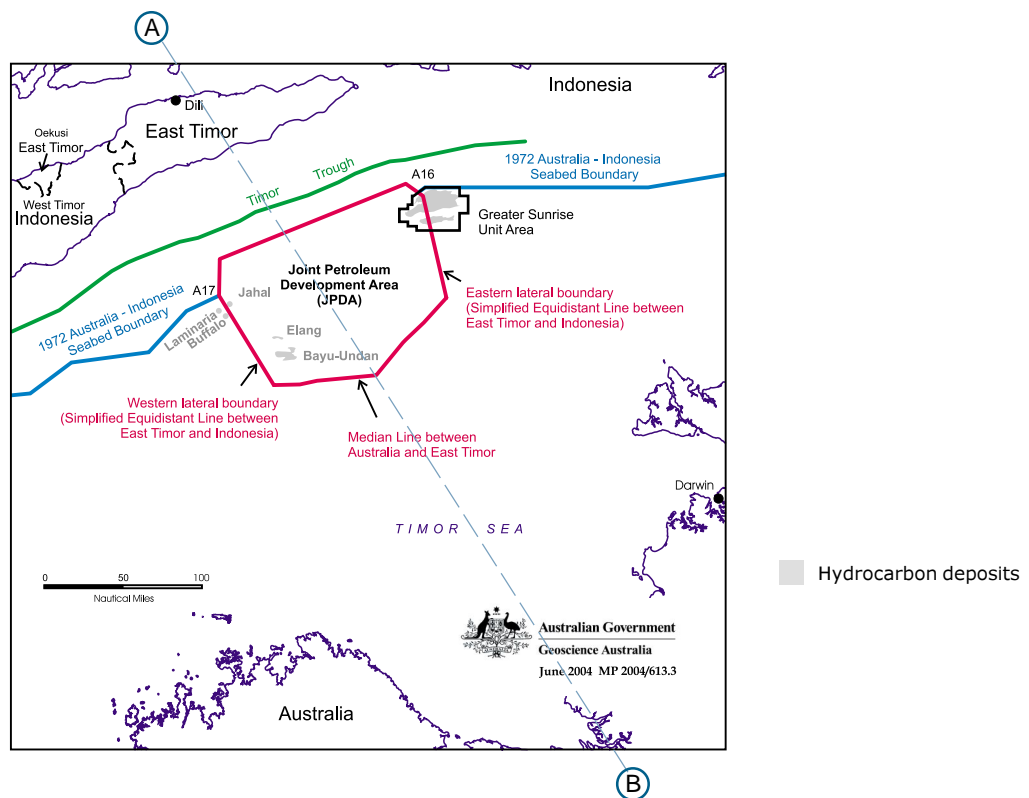 A
Indonesia
Dili
East Timor
Oekusi
East Timor
West Timor
Indonesia
Timor Trough
1972 Australia - Indonesia
Seabed Boundary
A16
Greater Sunrise
Unit Area
Joint Petroleum
Development Area
(JPDA)
A17
Jahal
Laminaria
Buffalo
1972 Australia - Indonesia
Seabed Boundary
Elang
Bayu-Undan
Eastern lateral boundary
(Simplified Equidistant Line between
East Timor and Indonesia)
Western lateral boundary
(Simplified Equidistant Line between
East Timor and Indonesia)
Median Line between
Australia and East Timor
Darwin
TIMOR SEA
0 50 100
Nautical Miles
Hydrocarbon deposits
Australian Government
Geoscience Australia
June 2004 MP 2004/613.3
Australia
B